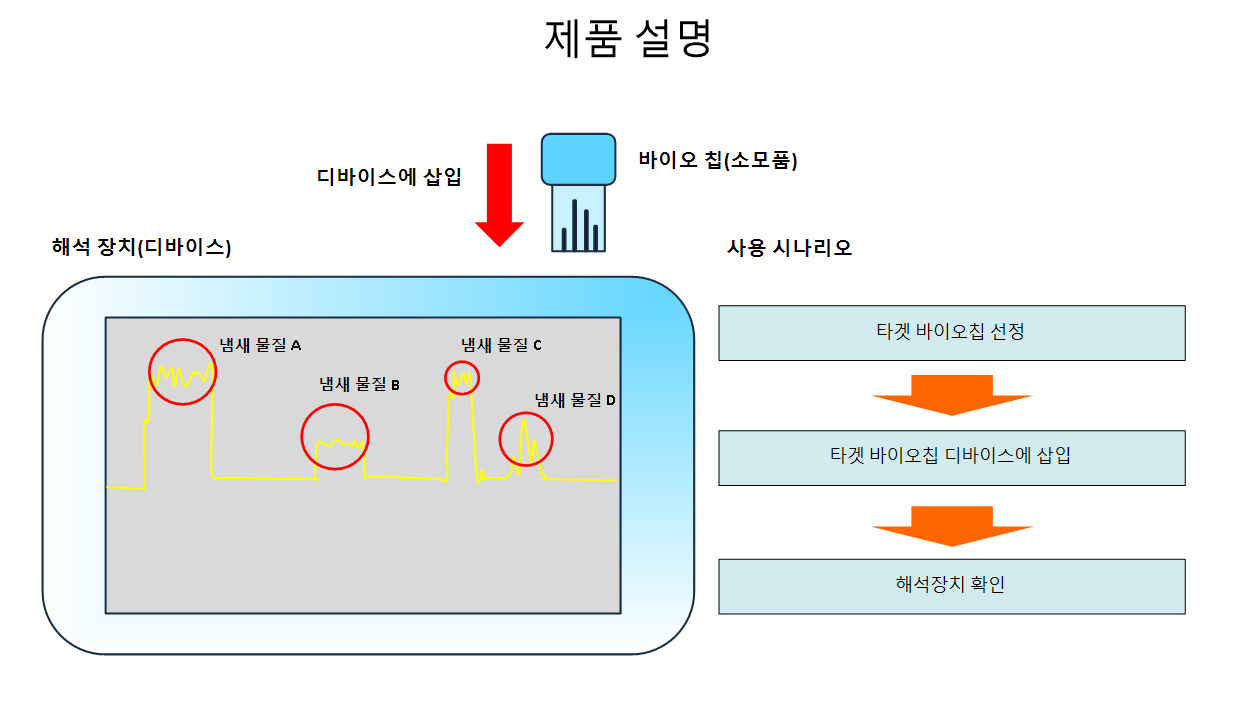 제품 설명
바이오 칩(소모품)
디바이스에 삽입
해석 장치(디바이스)
사용 시나리오
냄새 물질 A
냄새 물질 B
냄새 물질 C
냄새 물질 D
타겟 바이오칩 선정
타겟 바이오칩 디바이스에 삽입
해석장치 확인